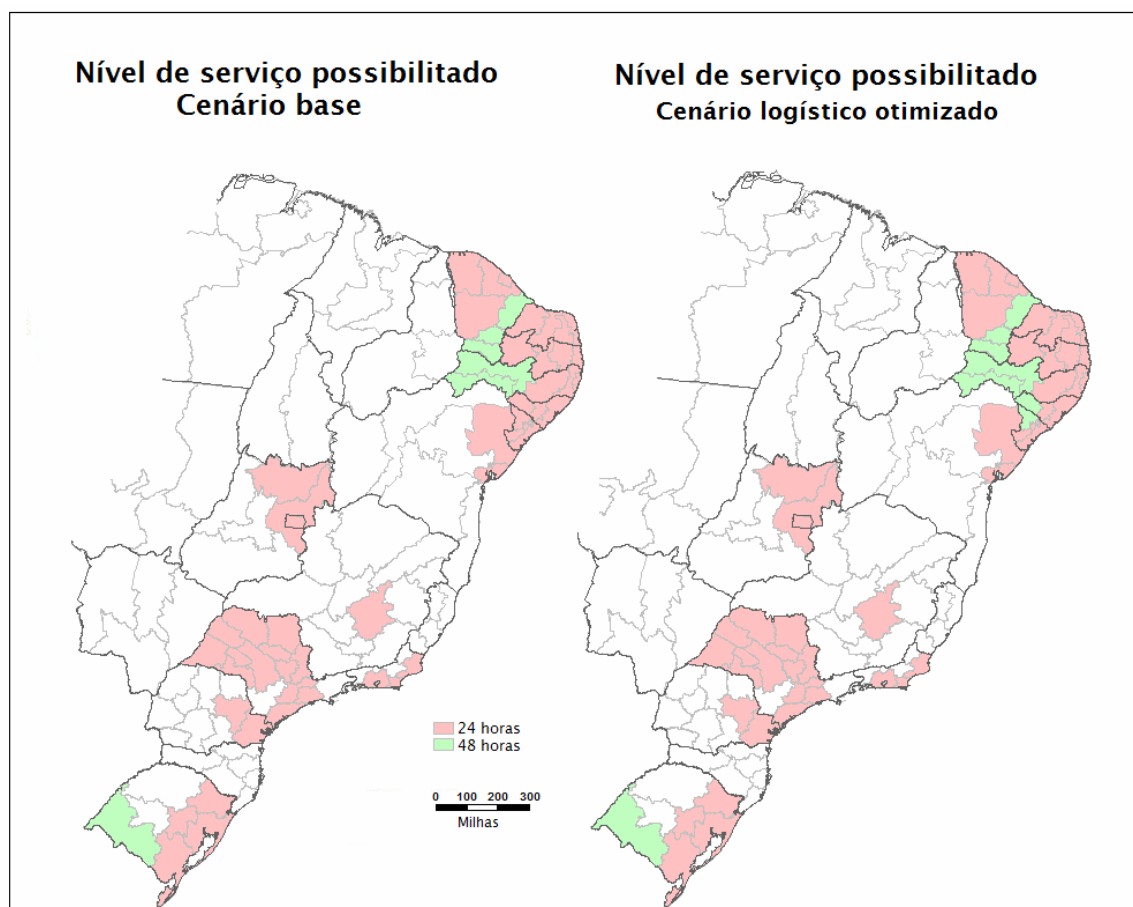 Nível de serviço possibilitado
Cenário base
Nível de serviço possibilitado
Cenário logístico otimizado
24 horas
48 horas
0 100 200 300
Milhas